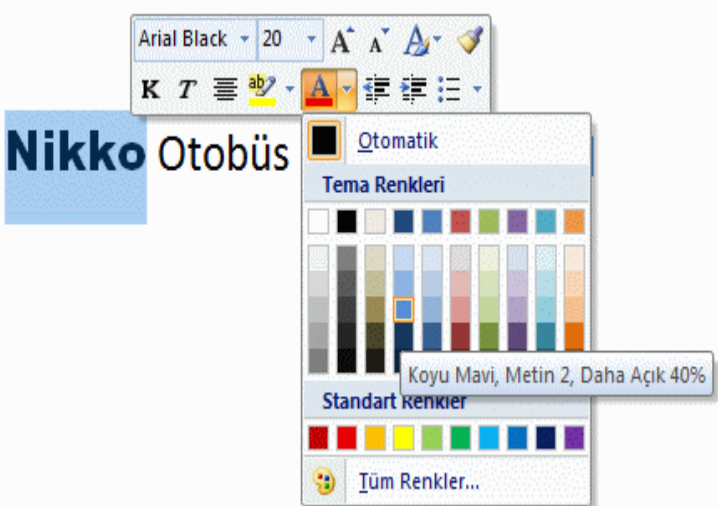 Arial Black 20 A A A
K T ab A
Nikko Otobüs
Otomatik
Tema Renkleri
Koyu Mavi, Metin 2, Daha Açık 40%
Standart Renkler
Tüm Renkler...